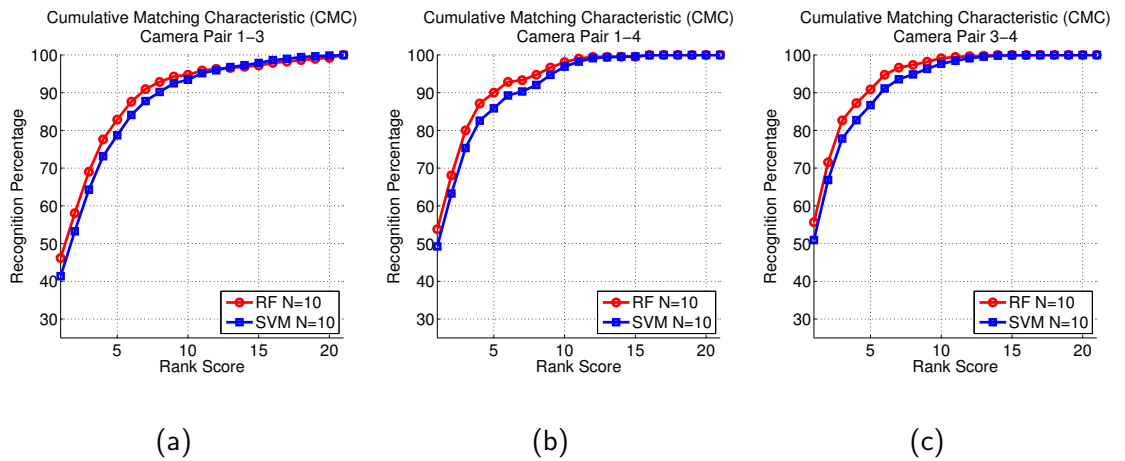 Cumulative Matching Characteristic (CMC)
Camera Pair 1−3
100
90
80
70
60
50
40
30
5
10
15
20
Recognition Percentage
Rank Score
RF N=10
SVM N=10
(a)
Cumulative Matching Characteristic (CMC)
Camera Pair 1−4
100
90
80
70
60
50
40
30
5
10
15
20
Recognition Percentage
Rank Score
RF N=10
SVM N=10
(b)
Cumulative Matching Characteristic (CMC)
Camera Pair 3−4
100
90
80
70
60
50
40
30
5
10
15
20
Recognition Percentage
Rank Score
RF N=10
SVM N=10
(c)